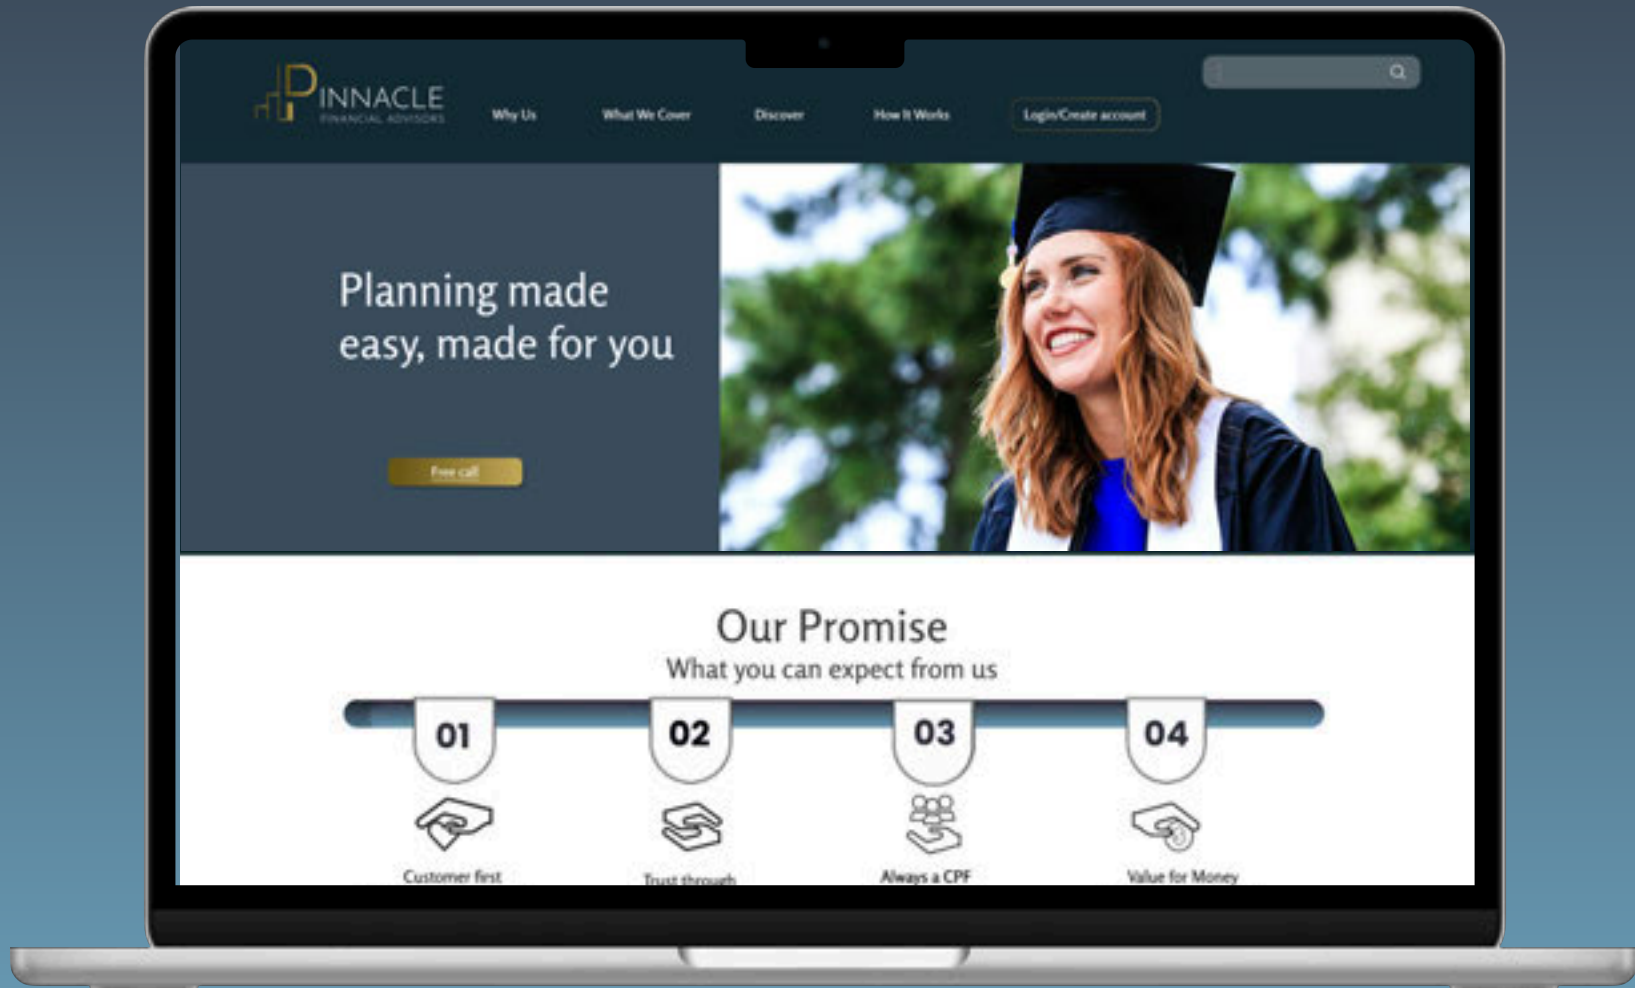 PINNACLE
FINANCIAL ADVISORS
Why Us
What We Cover
Discover
How It Works
Login/Create account
Planning made
easy, made for you
Free call
Our Promise
What you can expect from us
01
02
03
04
Customer first
Trust through
Always a CPF
Value for Money